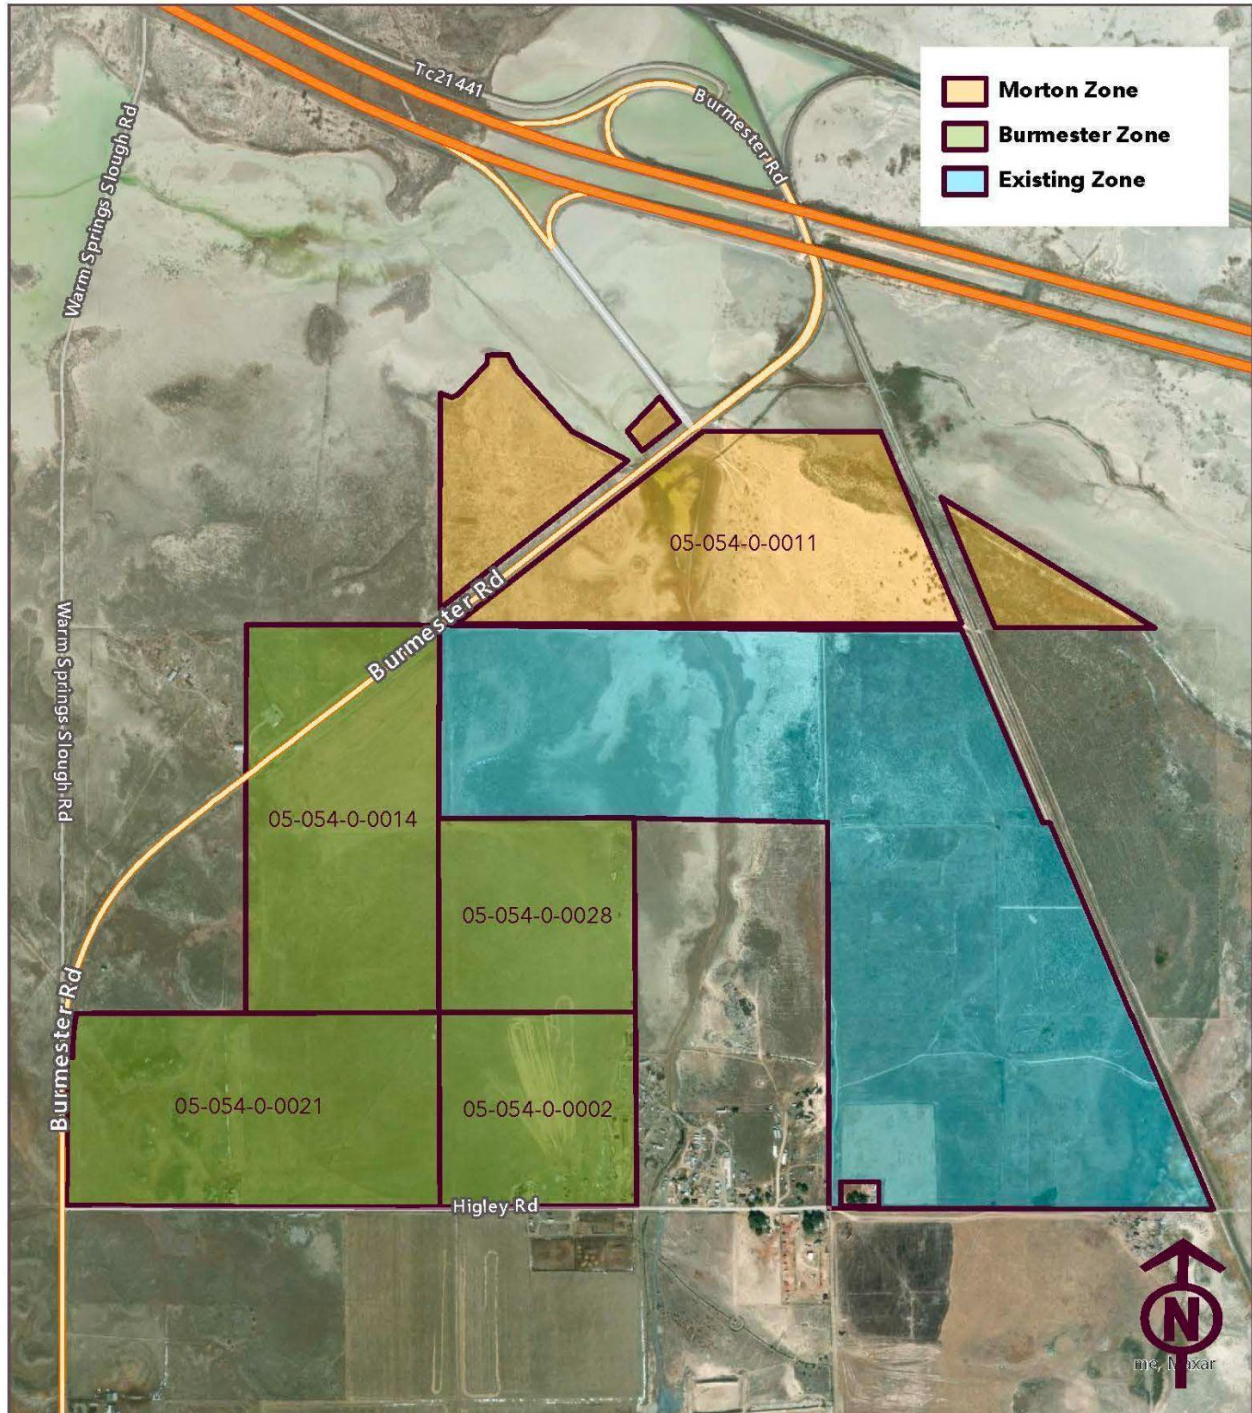 Tc21441
Burmester Rd
Morton Zone
Burmester Zone
Existing Zone
Warm Springs Slough Rd
05-054-0-0011
Burmester Rd
Warm Springs Slough Rd
05-054-0-0014
05-054-0-0028
Burmester Rd
05-054-0-0021
05-054-0-0002
Higley Rd
N
me, Maxar